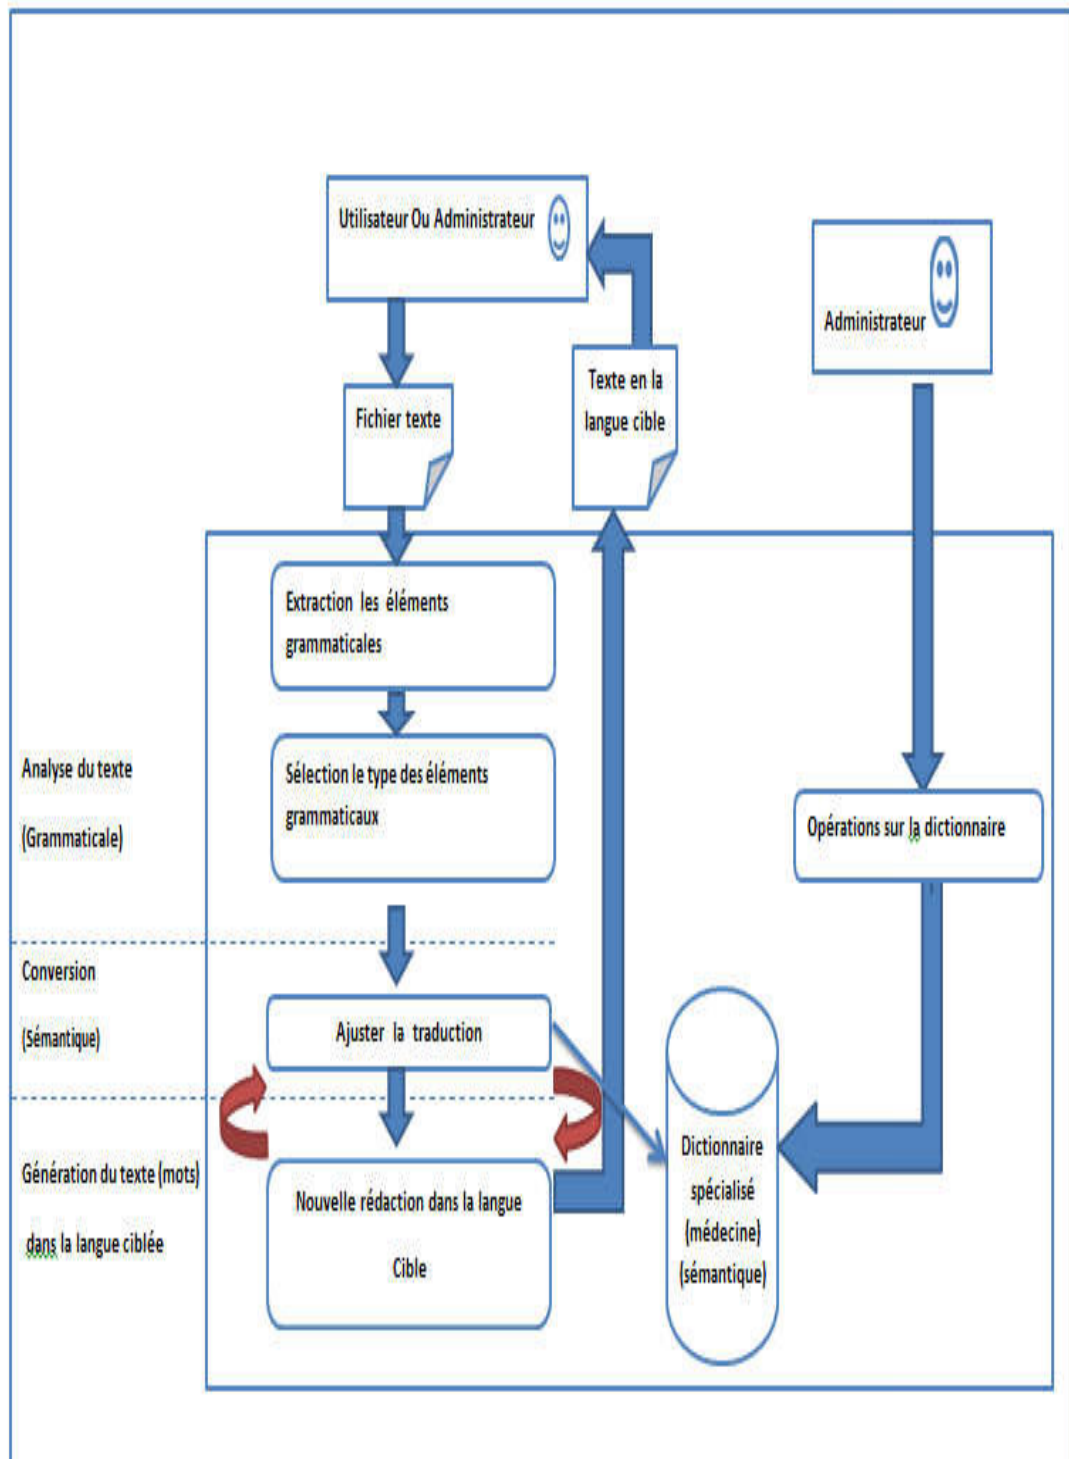 Utilisateur Ou Administrateur
Administrateur
Fichier texte
Texte en la
langue cible
Extraction les éléments
grammaticales
Sélection le type des éléments
grammaticaux
Analyse du texte
(Grammaticale)
Opérations sur la dictionnaire
Conversion
(Sémantique)
Ajuster la traduction
Génération du texte (mots)
dans la langue ciblée
Nouvelle rédaction dans la langue
Cible
Dictionnaire
spécialisé
(médecine)
(sémantique)